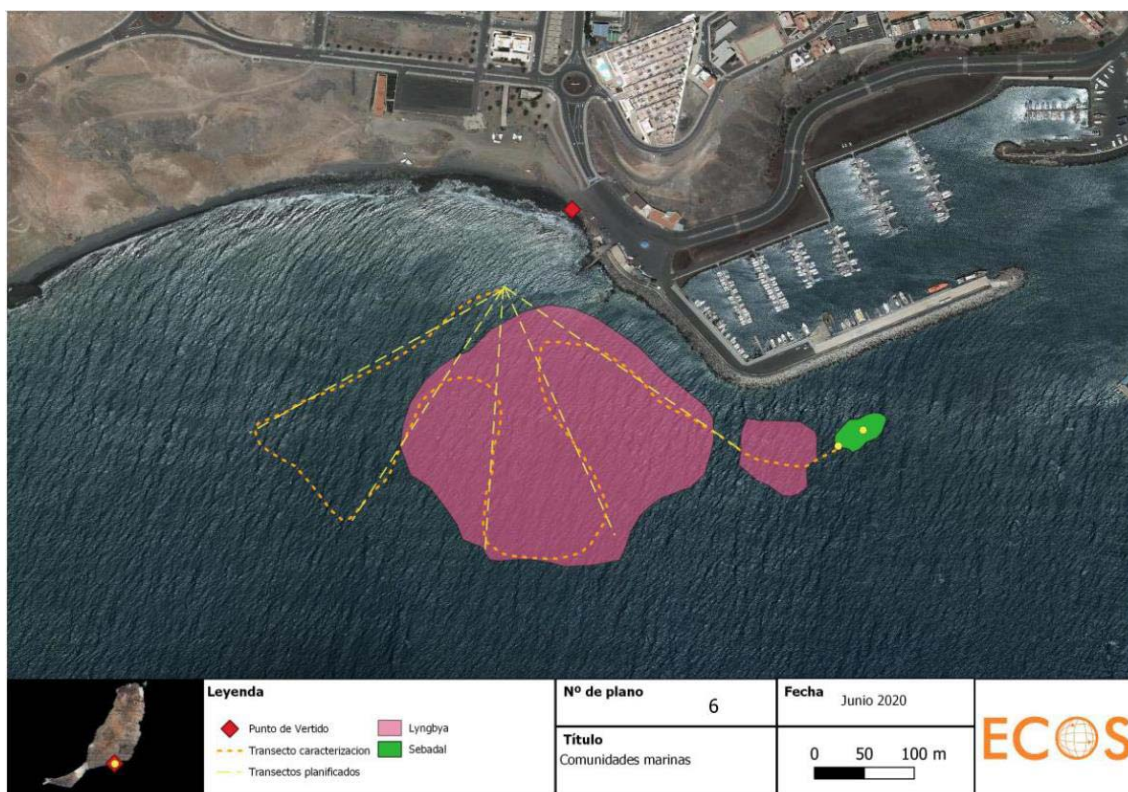 Leyenda
Punto de Vertido
Transecto caracterizacion
Transectos planificados
Lyngbya
Sebadal
Nº de plano
6
Fecha
Junio 2020
Título
Comunidades marinas
0 50 100 m
ECOS